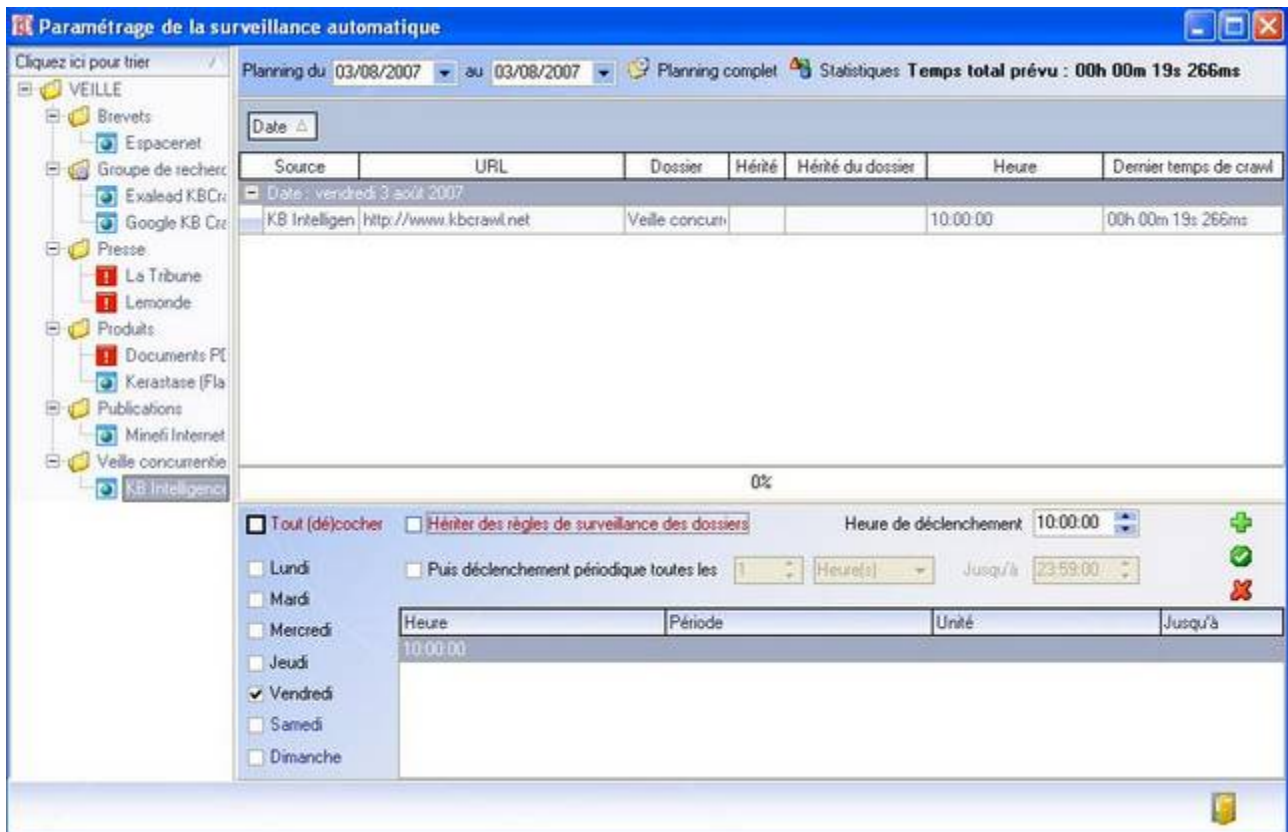 Paramétrage de la surveillance automatique
Cliquez ici pour trier
Planning du 03/08/2007 au 03/08/2007 Planning complet Statistiques Temps total prévu : 00h 00m 19s 266ms
VEILLE
Brevets
Espacenet
Groupe de recherc
Exalead KBCra
Google KB Cra
Presse
La Tribune
Lemonde
Produits
Documents PD
Kerastase (Fla
Publications
Minefi Internet
Veille concurrentie
KB Intelligence
Date
Source URL Dossier Hérité Hérité du dossier Heure Dernier temps de crawl
Date : vendredi 3 août 2007
KB Intelligen http://www.kbcrawl.net Veille concurr 10:00:00 00h 00m 19s 266ms
0%
Tout (dé)cocher Hériter des règles de surveillance des dossiers Heure de déclenchement 10:00:00
Puis déclenchement périodique toutes les 1 Heure(s) Jusqu'à 23:59:00
Lundi
Mardi
Mercredi
Jeudi
Vendredi
Samedi
Dimanche
Heure Période Unité Jusqu'à
10:00:00